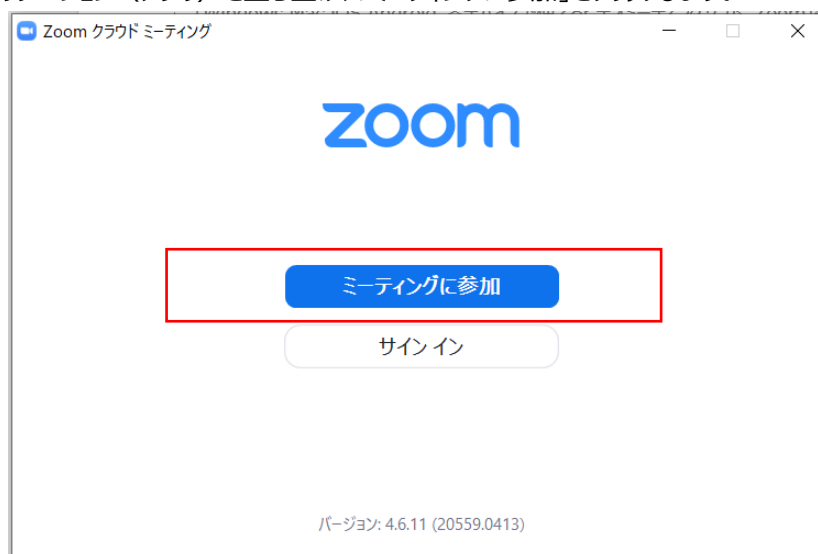 Zoom クラウド ミーティング
zoom
ミーティングに参加
サイン イン
バージョン: 4.6.11 (20559.0413)